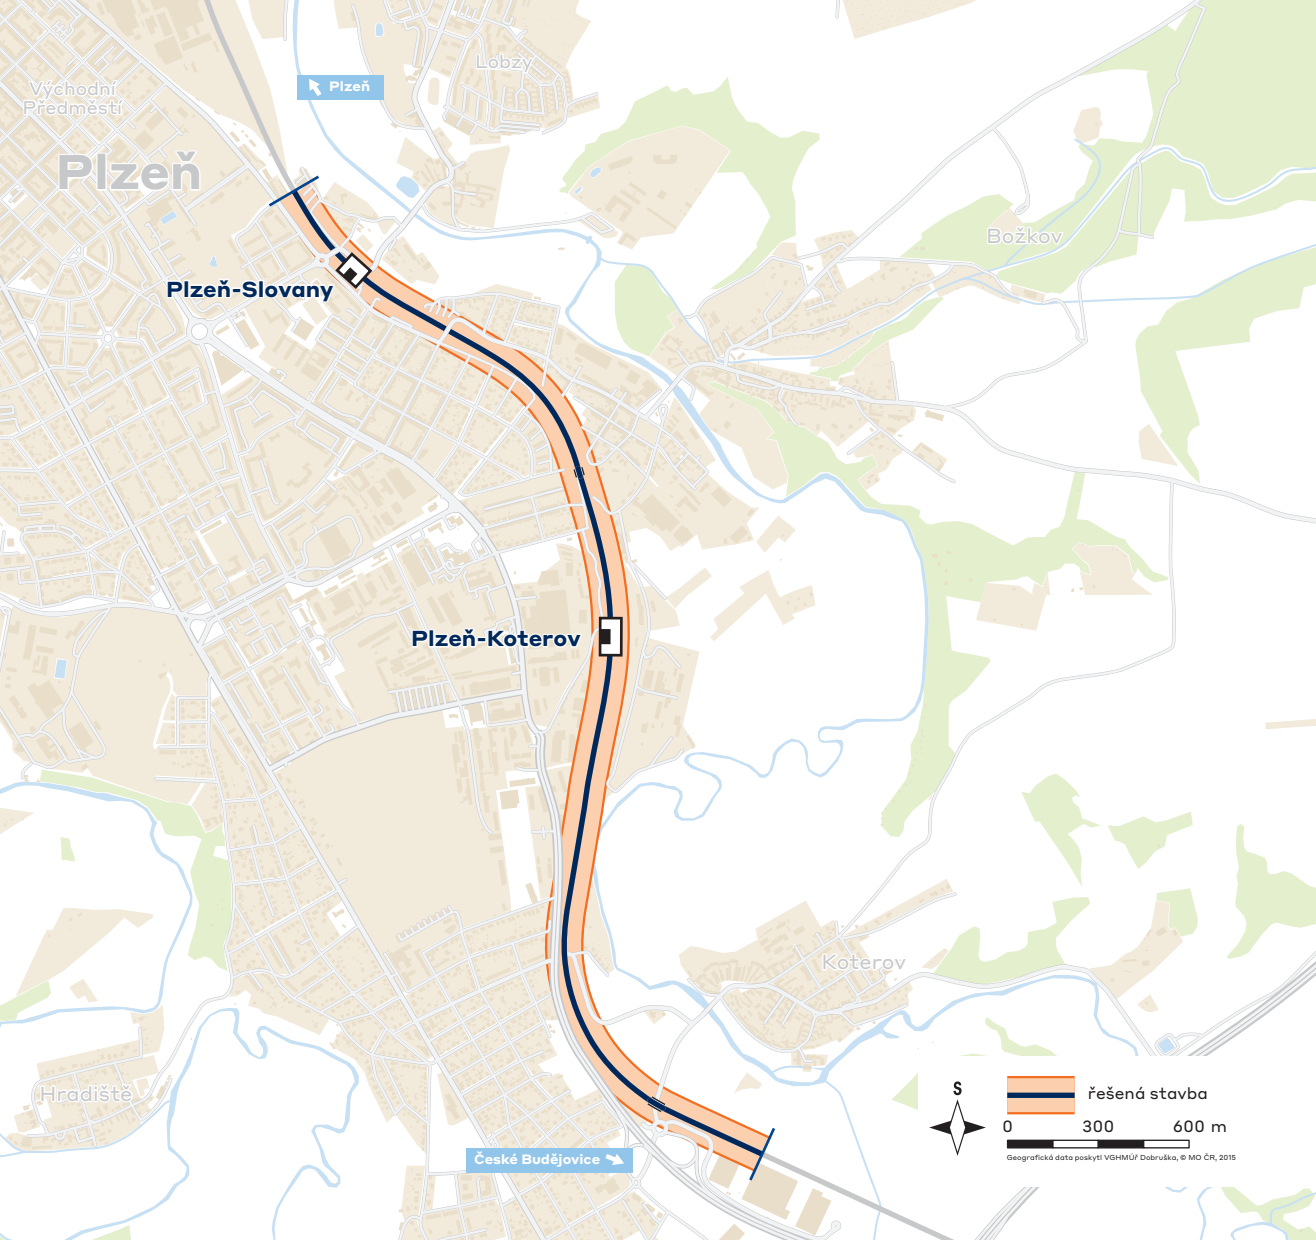 Lobzy
Plzeň
Východní
Předměstí
Plzeň
Božkov
Plzeň-Slovany
Plzeň-Koterov
Koterov
Hradiště
České Budějovice
S
řešená stavba
0 300 600 m
Geografická data poskytl VGHMÚř Dobruška, © MO ČR, 2015